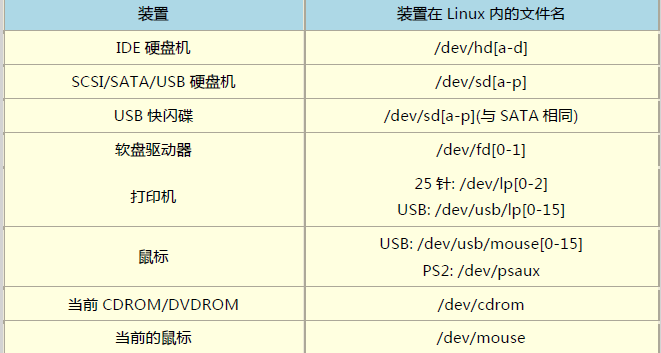 装置 装置在 Linux 内的文件名
IDE 硬盘机 /dev/hd[a-d]
SCSI/SATA/USB 硬盘机 /dev/sd[a-p]
USB 快闪碟 /dev/sd[a-p](与 SATA 相同)
软盘驱动器 /dev/fd[0-1]
打印机 25 针: /dev/lp[0-2]
USB: /dev/usb/lp[0-15]
鼠标 USB: /dev/usb/mouse[0-15]
PS2: /dev/psaux
当前 CDROM/DVDROM /dev/cdrom
当前的鼠标 /dev/mouse